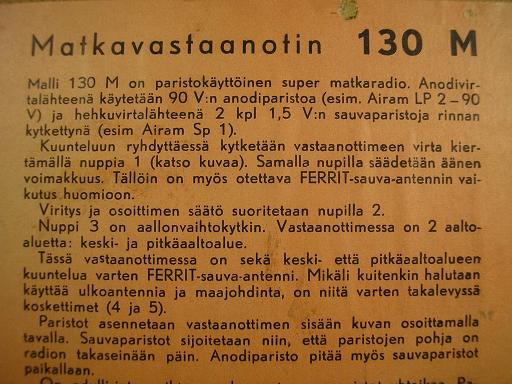 Matkavastaanotin 130 M
Malli 130 M on paristokäyttöinen super matkaradio. Anodivir-
talähteenä käytetään 90 V:n anodiparistoa (esim. Airam LP 2–90
V) ja hehkuvirtalähteenä 2 kpl 1,5 V:n sauvaparistoja rinnan
kytkettynä (esim Airam Sp 1).
Kuunteluun ryhdyttäessä kytketään vastaanottimeen virta kier-
tämällä nuppia 1 (katso kuvaa). Samalla nupilla säädetään äänen
voimakkuus. Tällöin on myös otettava FERRIT-sauva-antennin vai-
kutus huomioon.
Viritys ja osoittimen säätö suoritetaan nupilla 2.
Nuppi 3 on aallonvaihtokytkin. Vastaanottimessa on 2 aalto-
aluetta: keski- ja pitkäaaltoalue.
Tässä vastaanottimessa on sekä keski- että pitkäaaltoalueen
kuuntelua varten FERRIT-sauva-antenni. Mikäli kuitenkin halutaan
käyttää ulkoantennia ja maajohdinta, on niitä varten takalevyssä
koskettimet (4 ja 5).
Paristot asennetaan vastaanottimen sisään kuvan osoittamalla
tavalla. Sauvaparistot sijoitetaan niin, että paristojen pohja on
radion takaseinään päin. Anodiparisto pitää myös sauvaparistot
paikallaan.